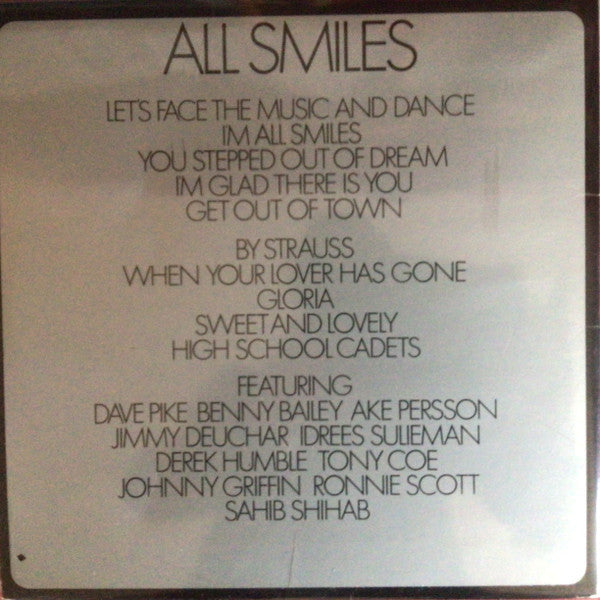 ALL SMILES
LET'S FACE THE MUSIC AND DANCE
I'M ALL SMILES
YOU STEPPED OUT OF DREAM
I'M GLAD THERE IS YOU
GET OUT OF TOWN
BY STRAUSS
WHEN YOUR LOVER HAS GONE
GLORIA
SWEET AND LOVELY
HIGH SCHOOL CADETS
FEATURING
DAVE PIKE BENNY BAILEY AKE PERSSON
JIMMY DEUCHAR IDREES SULIEMAN
DEREK HUMBLE TONY COE
JOHNNY GRIFFIN RONNIE SCOTT
SAHIB SHIHAB